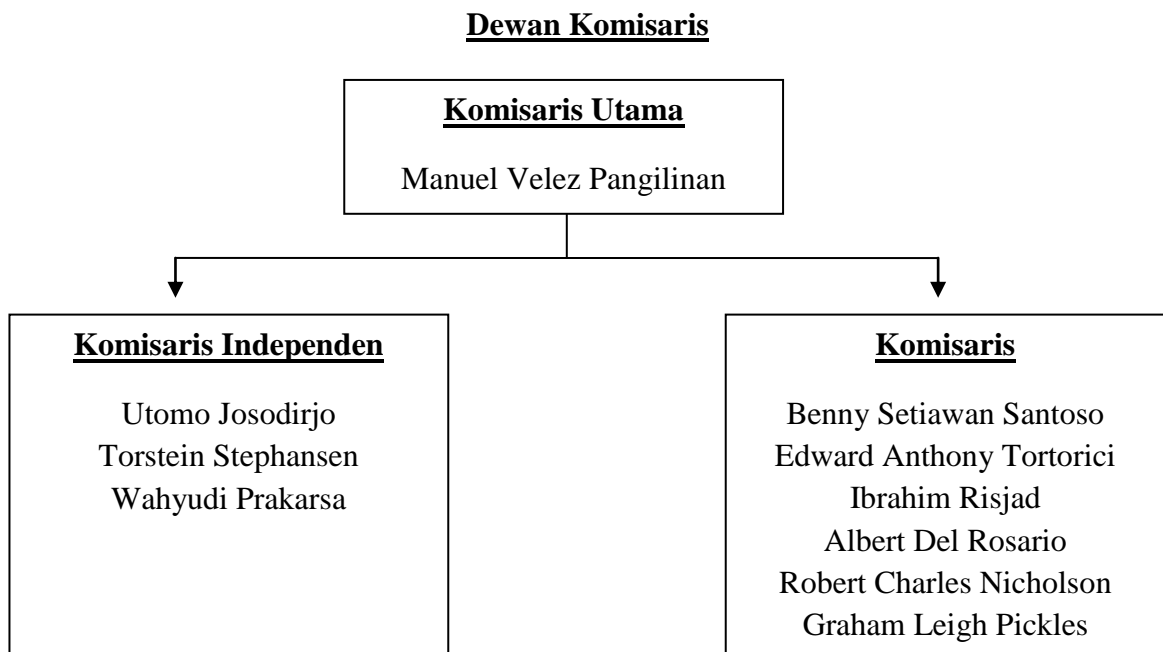 Dewan Komisaris
Komisaris Utama
Manuel Velez Pangilinan
Komisaris Independen
Utomo Josodirjo
Torstein Stephansen
Wahyudi Prakarsa
Komisaris
Benny Setiawan Santoso
Edward Anthony Tortorici
Ibrahim Risjad
Albert Del Rosario
Robert Charles Nicholson
Graham Leigh Pickles